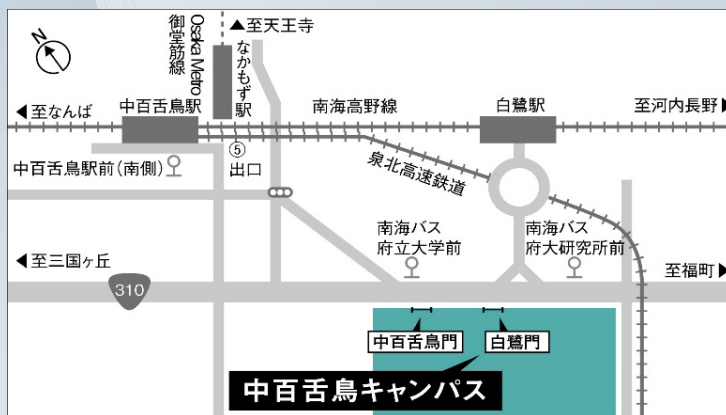 N
Osaka Metro
御堂筋線
なかもず駅
▲至天王寺
◀至なんば
中百舌鳥駅
南海高野線
白鷺駅
至河内長野▶
⑤
出口
中百舌鳥駅前(南側)
泉北高速鉄道
南海バス
府立大学前
南海バス
府大研究所前
◀至三国ヶ丘
至福町▶
310
中百舌鳥門
白鷺門
中百舌鳥キャンパス